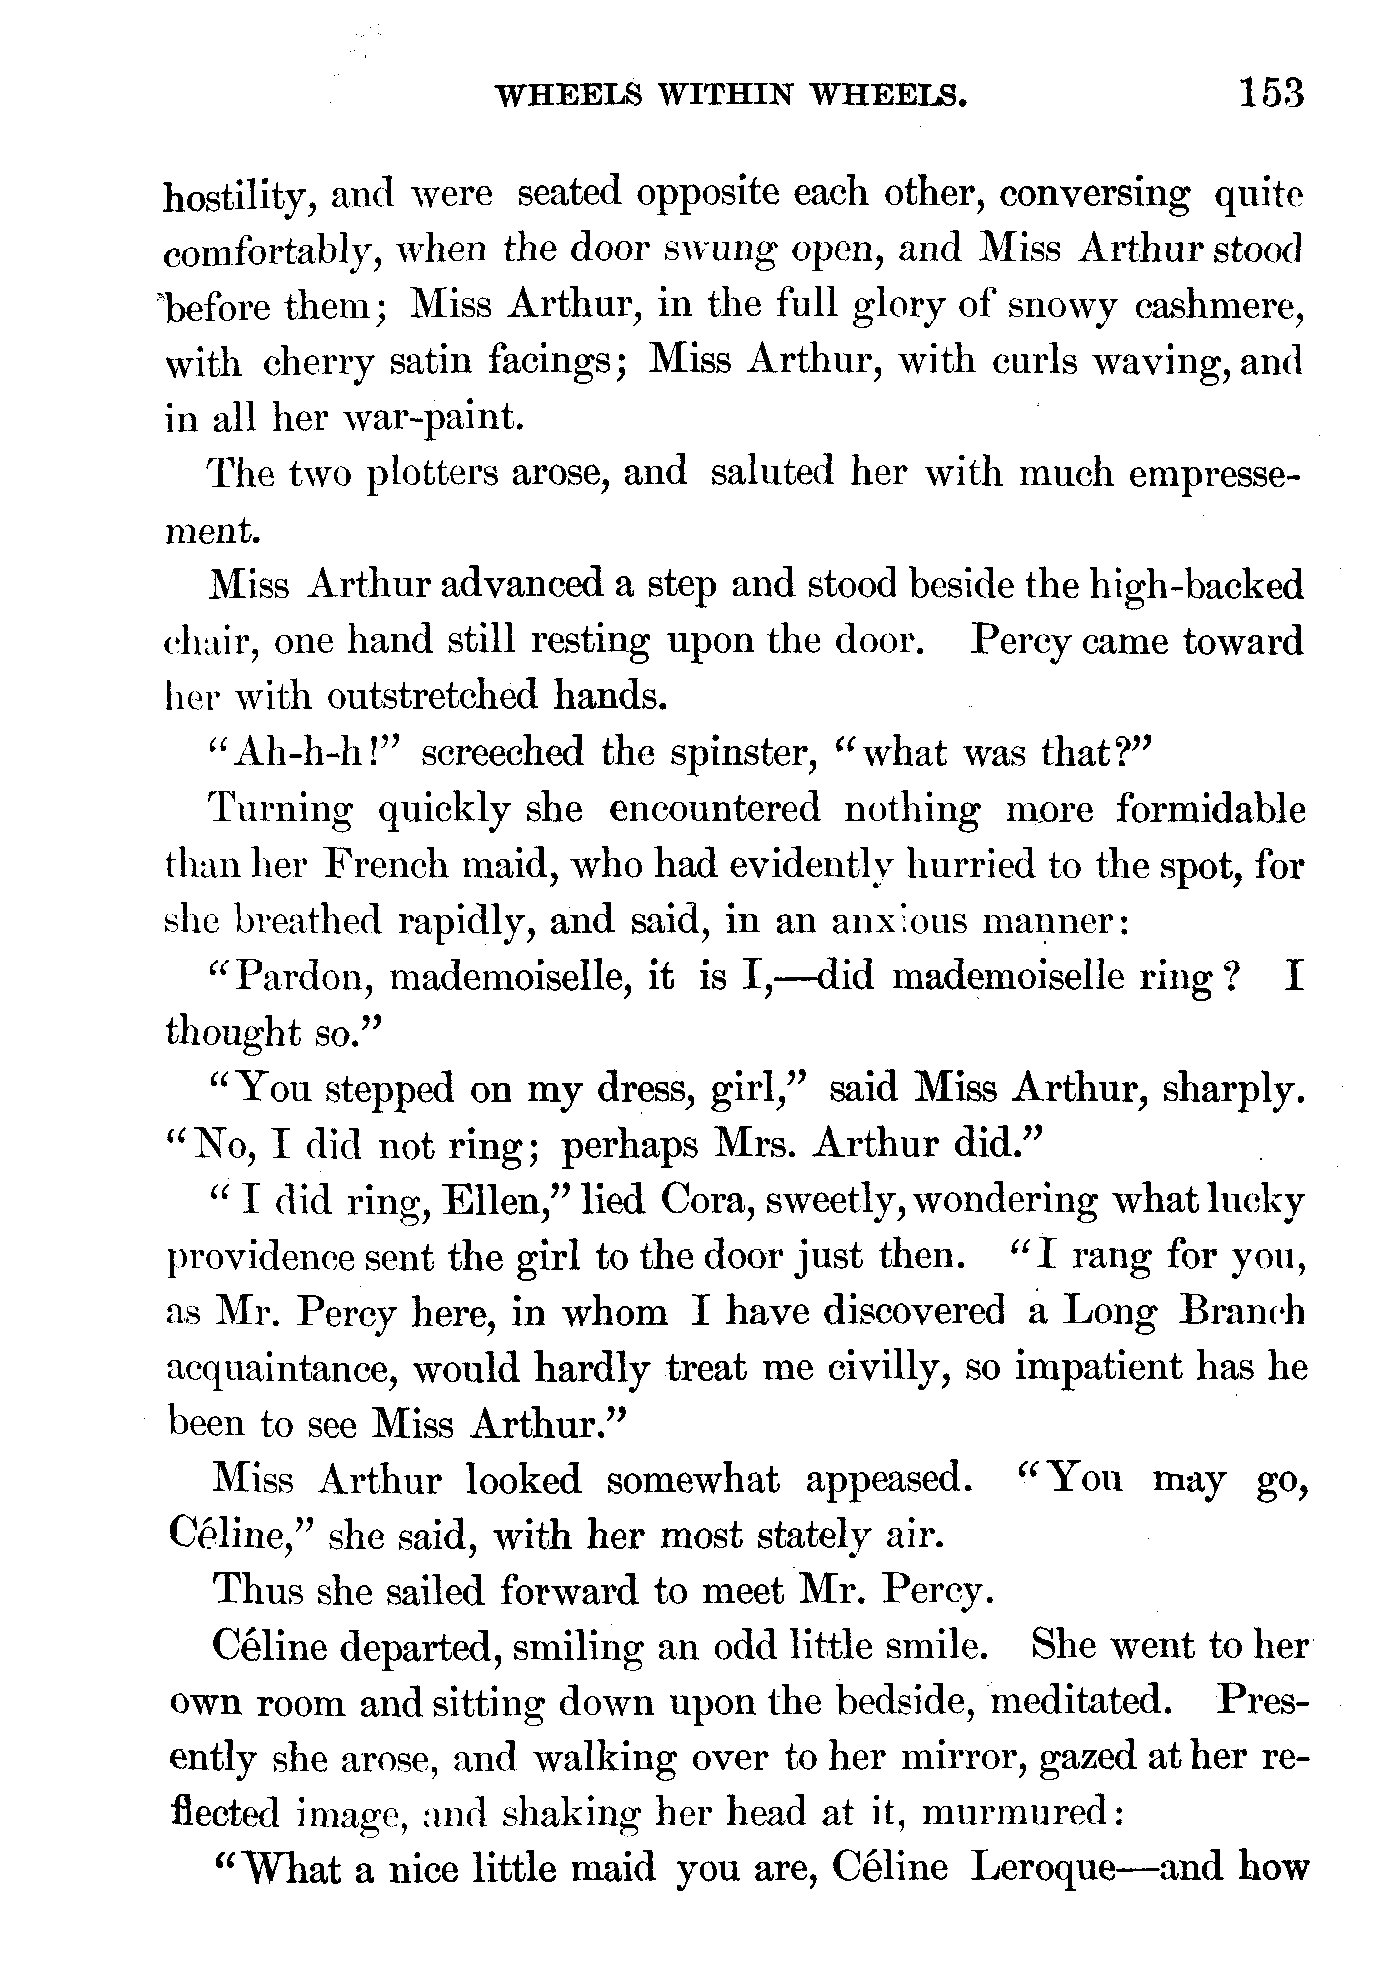 WHEELS WITHIN WHEELS. 153
hostility, and were seated opposite each other, conversing quite
comfortably, when the door swung open, and Miss Arthur stood
before them; Miss Arthur, in the full glory of snowy cashmere,
with cherry satin facings; Miss Arthur, with curls waving, and
in all her war-paint.
The two plotters arose, and saluted her with much empresse-
ment.
Miss Arthur advanced a step and stood beside the high-backed
chair, one hand still resting upon the door. Percy came toward
her with outstretched hands.
"Ah-h-h!" screeched the spinster, "what was that?"
Turning quickly she encountered nothing more formidable
than her French maid, who had evidently hurried to the spot, for
she breathed rapidly, and said, in an anxious manner:
"Pardon, mademoiselle, it is I,—did mademoiselle ring? I
thought so."
"You stepped on my dress, girl," said Miss Arthur, sharply.
"No, I did not ring; perhaps Mrs. Arthur did."
"I did ring, Ellen," lied Cora, sweetly, wondering what lucky
providence sent the girl to the door just then. "I rang for you,
as Mr. Percy here, in whom I have discovered a Long Branch
acquaintance, would hardly treat me civilly, so impatient has he
been to see Miss Arthur."
Miss Arthur looked somewhat appeased. "You may go,
Céline," she said, with her most stately air.
Thus she sailed forward to meet Mr. Percy.
Céline departed, smiling an odd little smile. She went to her
own room and sitting down upon the bedside, meditated. Pres-
ently she arose, and walking over to her mirror, gazed at her re-
flected image, and shaking her head at it, murmured:
"What a nice little maid you are, Céline Leroque—and how